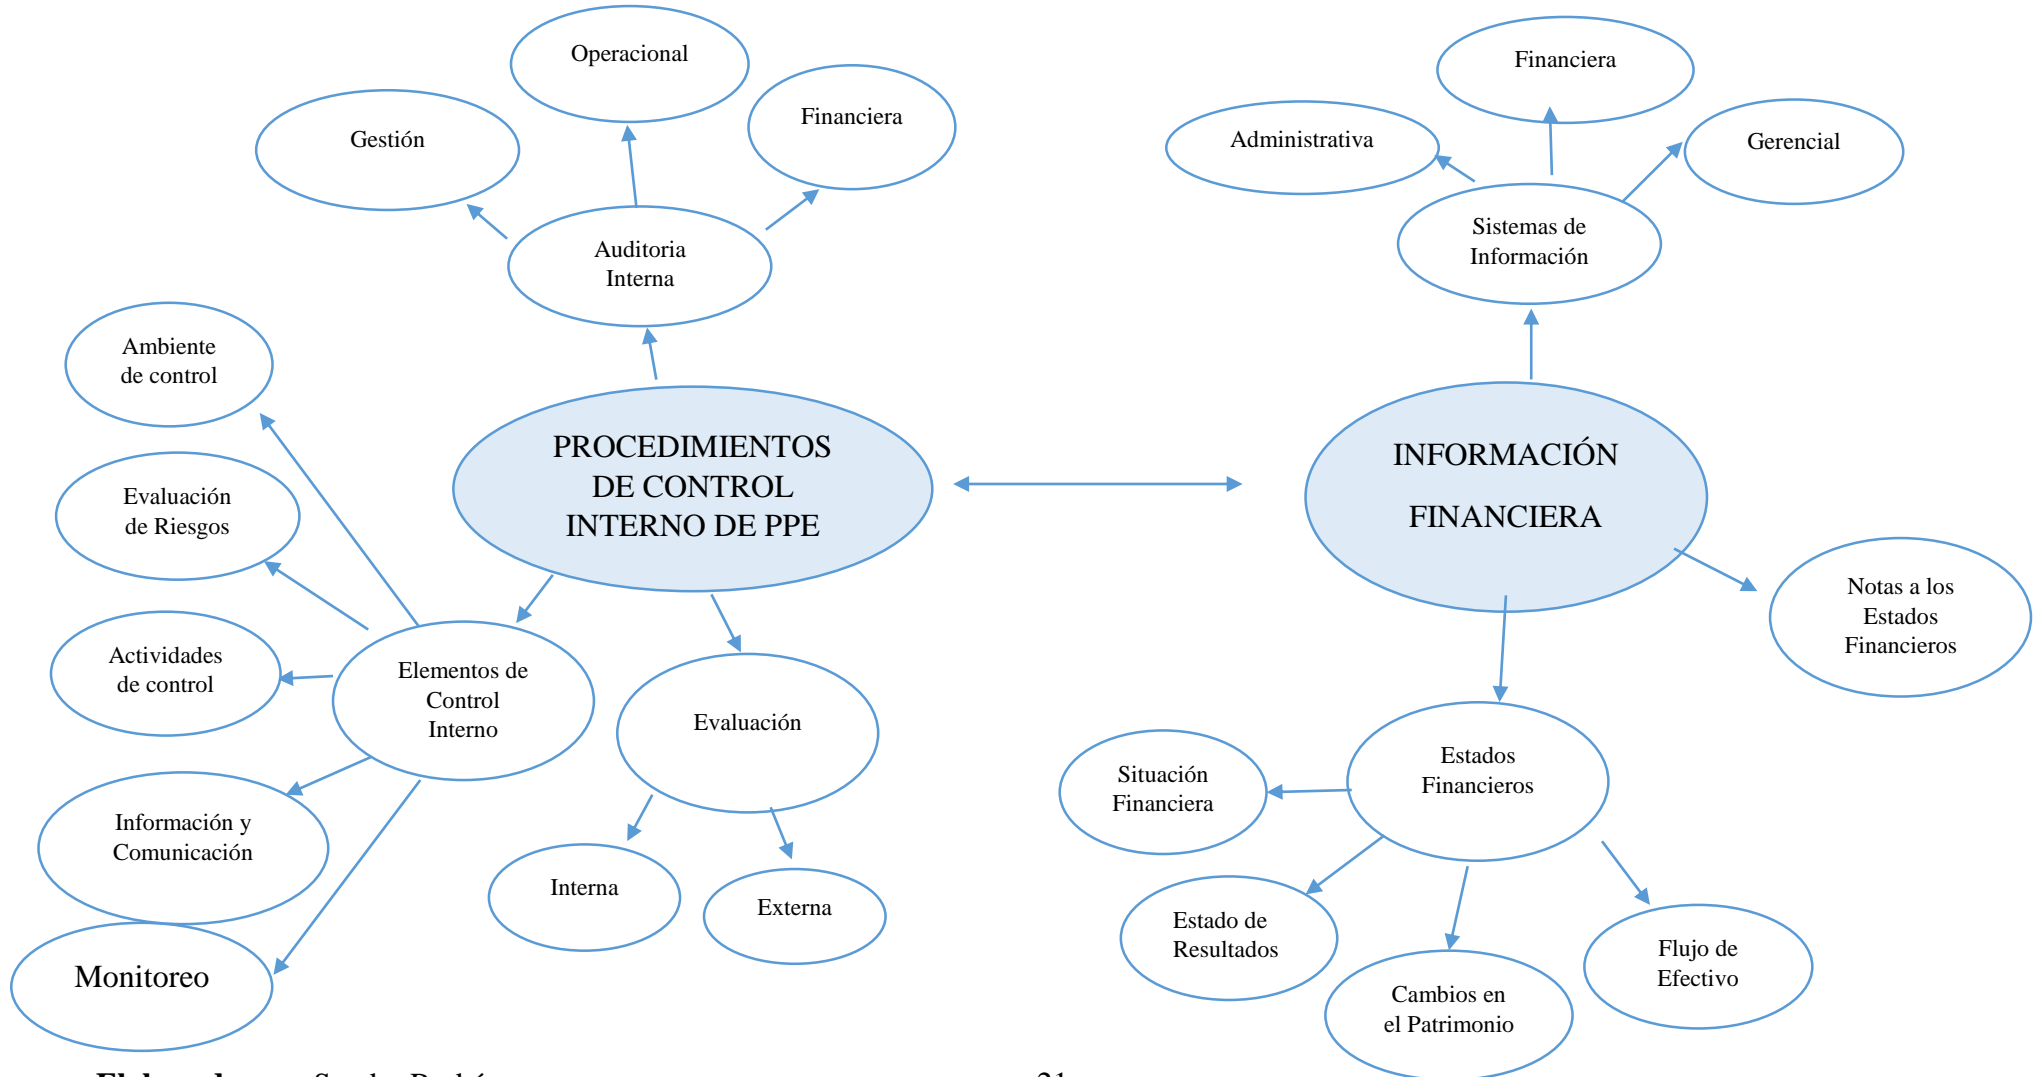 Operacional
Financiera
Gestión
Auditoria
Interna
Ambiente
de control
Evaluación
de Riesgos
Actividades
de control
Información y
Comunicación
Monitoreo
Elementos de
Control
Interno
PROCEDIMIENTOS
DE CONTROL
INTERNO DE PPE
Evaluación
Interna
Externa
Financiera
Administrativa
Gerencial
Sistemas de
Información
INFORMACIÓN
FINANCIERA
Notas a los
Estados
Financieros
Estados
Financieros
Situación
Financiera
Estado de
Resultados
Cambios en
el Patrimonio
Flujo de
Efectivo